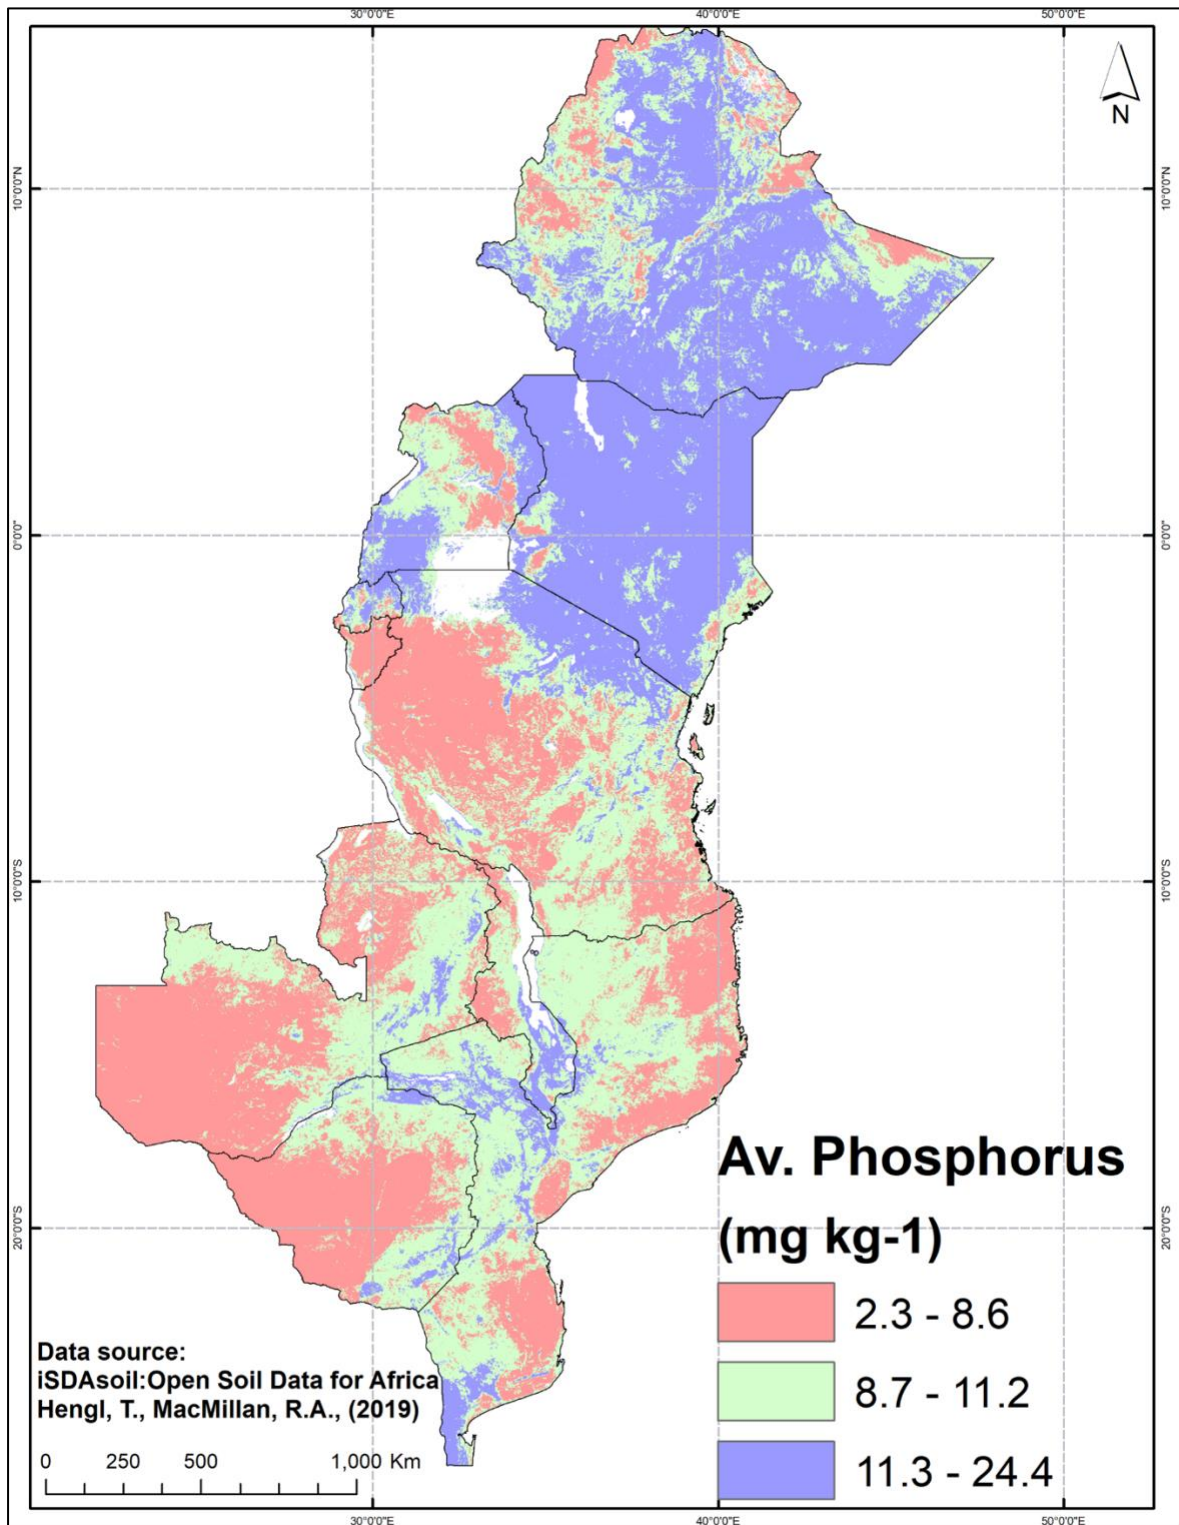 30°0'0"E 40°0'0"E 50°0'0"E
N
10°0'0"N 10°0'0"N
0°0'0" 0°0'0"
10°0'0"S 10°0'0"S
20°0'0"S 20°0'0"S
Av. Phosphorus
(mg kg-1)
2.3 - 8.6
8.7 - 11.2
11.3 - 24.4
Data source:
iSDAsoil:Open Soil Data for Africa
Hengl, T., MacMillan, R.A., (2019)
0 250 500 1,000 Km
30°0'0"E 40°0'0"E 50°0'0"E